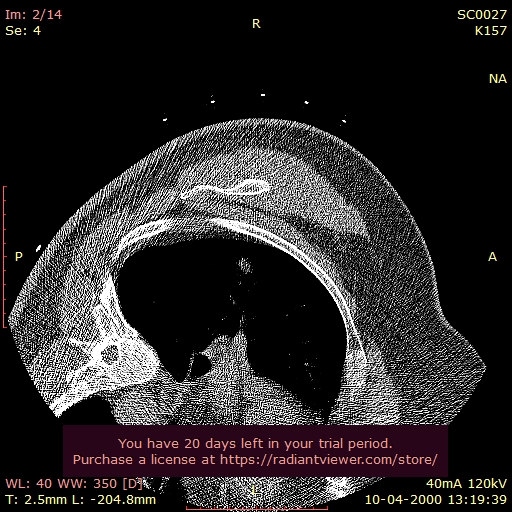 Im: 2/14
Se: 4
R
SC0027
K157
NA
P
A
You have 20 days left in your trial period.
Purchase a license at https://radiantviewer.com/store/
WL: 40 WW: 350 [D]
T: 2.5mm L: -204.8mm
L
40mA 120kV
10-04-2000 13:19:39